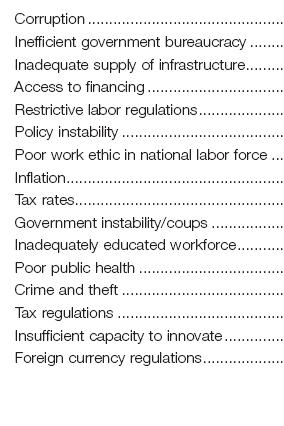 Corruption ...............................................
Inefficient government bureaucracy ........
Inadequate supply of infrastructure.........
Access to financing .................................
Restrictive labor regulations....................
Policy instability .......................................
Poor work ethic in national labor force ...
Inflation....................................................
Tax rates..................................................
Government instability/coups .................
Inadequately educated workforce...........
Poor public health ...................................
Crime and theft .......................................
Tax regulations ........................................
Insufficient capacity to innovate..............
Foreign currency regulations...................